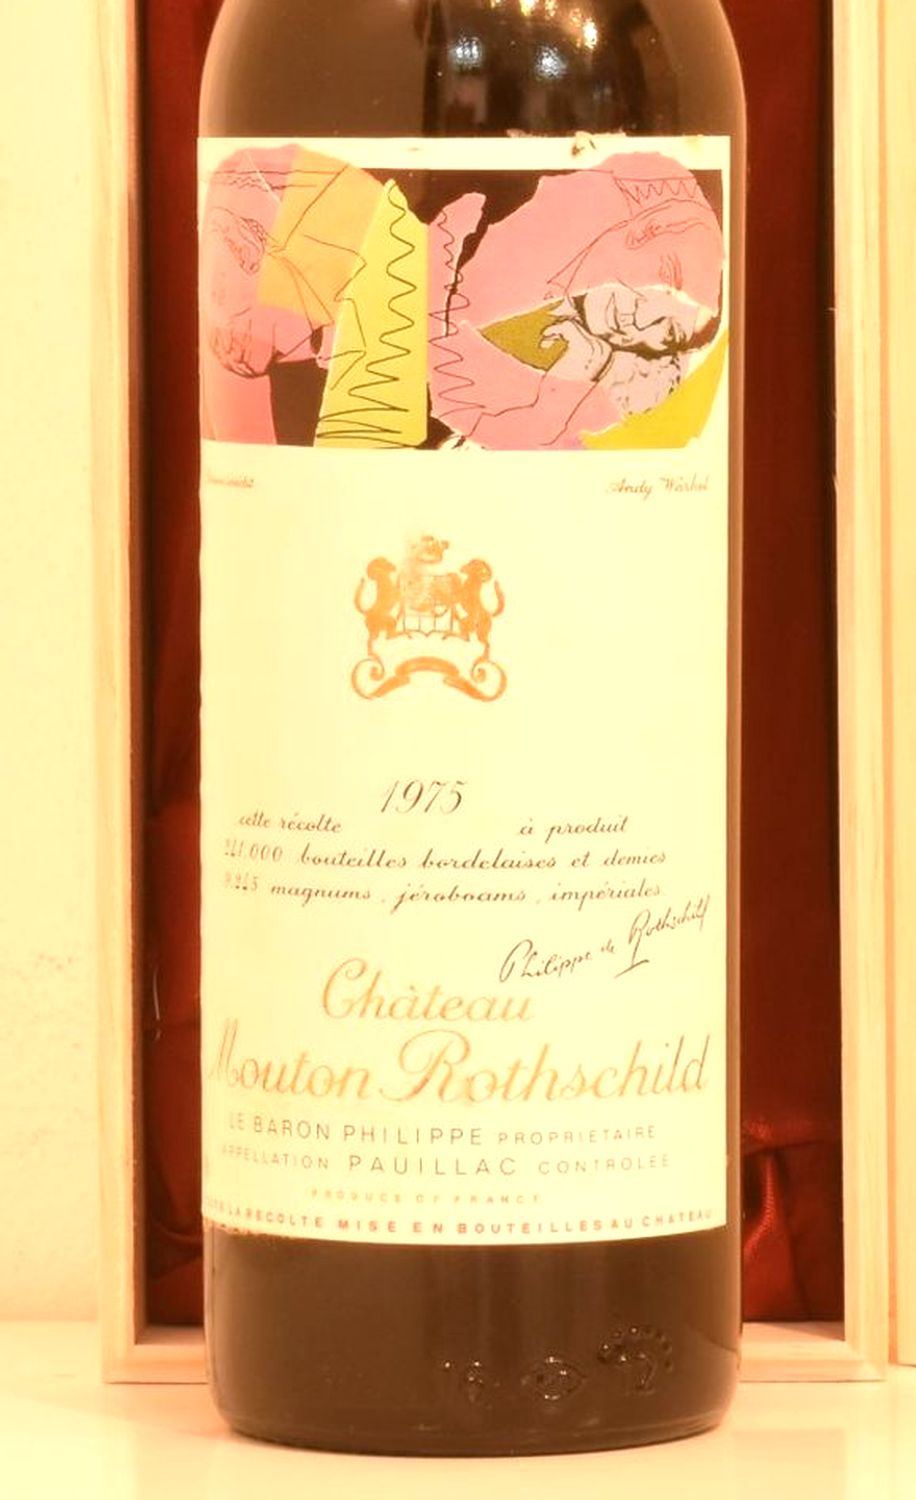 Andy Warhol
1975
cette récolte à produit
bouteilles bordelaises et demies
magnums, jéroboams, impériales
Philippe de Rothschild
Château
Mouton Rothschild
LE BARON PHILIPPE PROPRIETAIRE
APPELLATION PAUILLAC CONTROLEE
PRODUCE OF FRANCE
LA RECOLTE MISE EN BOUTEILLES AU CHATEAU